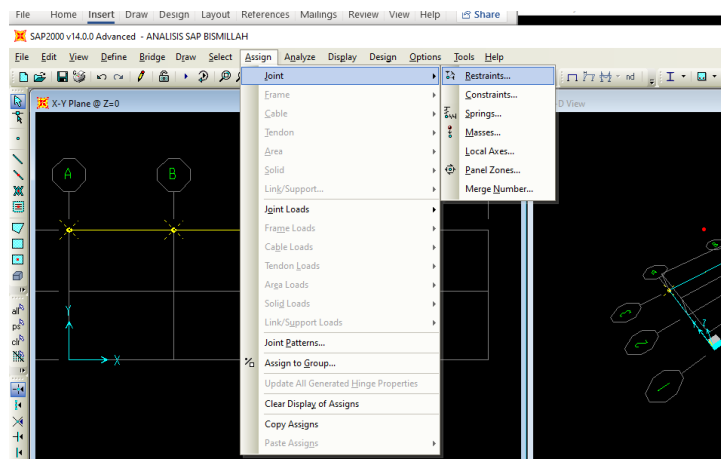 File Home Insert Draw Design Layout References Mailings Review View Help Share
SAP2000 v14.0.0 Advanced - ANALISIS SAP BISMILLAH
File Edit View Define Bridge Draw Select Assign Analyze Display Design Options Tools Help
nd
X-Y Plane @ Z=0
-D View
Joint
Frame
Cable
Tendon
Area
Solid
Link/Support...
Joint Loads
Frame Loads
Cable Loads
Tendon Loads
Area Loads
Solid Loads
Link/Support Loads
Joint Patterns...
Assign to Group...
Update All Generated Hinge Properties
Clear Display of Assigns
Copy Assigns
Paste Assigns
Restraints...
Constraints...
Springs...
Masses...
Local Axes...
Panel Zones...
Merge Number...
A B
Y
X
all
ps
clr